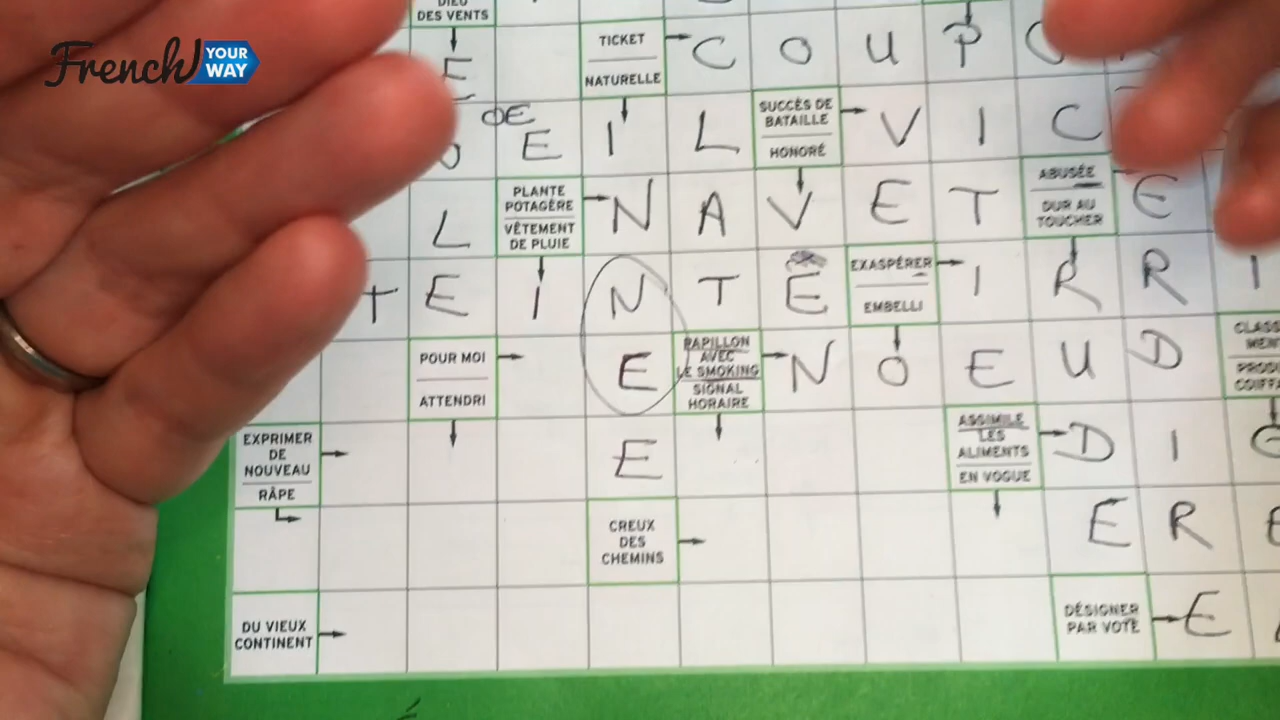 French YOUR WAY
DES VENTS
TICKET
NATURELLE
C O U P
E
OE
SUCCÈS DE
BATAILLE
HONORÉ
E I L
V I C
PLANTE
POTAGÈRE
VÊTEMENT
DE PLUIE
ABUSÉE
DUR AU
TOUCHER
L
N A V E T
E
EXASPÉRER
EMBELLI
T E I N T É
I R R I
POUR MOI
ATTENDRI
PAPILLON
AVEC
LE SMOKING
SIGNAL
HORAIRE
E
N O E U D
EXPRIMER
DE
NOUVEAU
RÂPE
ASSIMILE
LES
ALIMENTS
EN VOGUE
E
D I G
CREUX
DES
CHEMINS
E R E
DU VIEUX
CONTINENT
DÉSIGNER
PAR VOTE
E